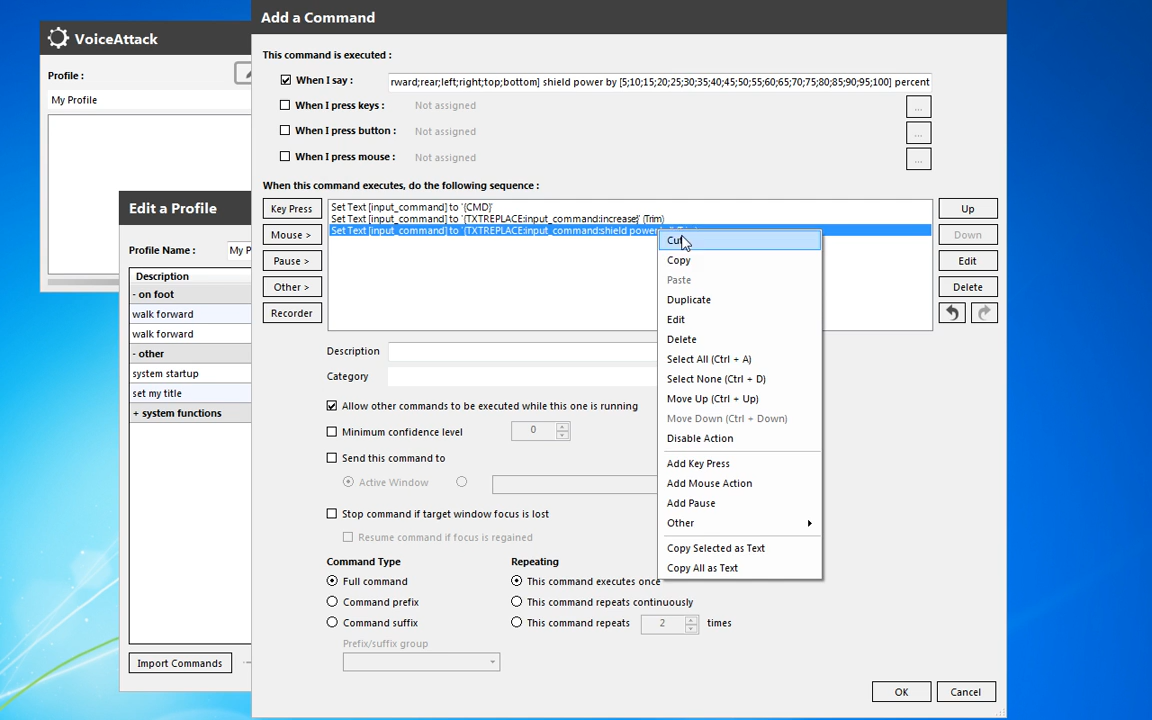 Add a Command
VoiceAttack
This command is executed :
Profile :
When I say :
rward;rear;left;right;top;bottom] shield power by [5;10;15;20;25;30;35;40;45;50;55;60;65;70;75;80;85;90;95;100] percent
My Profile
When I press keys :
Not assigned
...
When I press button :
Not assigned
...
When I press mouse :
Not assigned
...
When this command executes, do the following sequence :
Edit a Profile
Key Press
Set Text [input_command] to '{CMD}'
Set Text [input_command] to '{TXTREPLACE:input_command:increase}' (Trim)
Set Text [input_command] to '{TXTREPLACE:input_command:shield power
Up
Mouse >
Down
Profile Name :
My P
Pause >
Edit
Other >
Delete
Recorder
Cut
Copy
Paste
Duplicate
Edit
Delete
Select All (Ctrl + A)
Select None (Ctrl + D)
Move Up (Ctrl + Up)
Move Down (Ctrl + Down)
Disable Action
Add Key Press
Add Mouse Action
Add Pause
Other
Copy Selected as Text
Copy All as Text
Description
- on foot
walk forward
walk forward
- other
system startup
set my title
+ system functions
Import Commands
Description
Category
Allow other commands to be executed while this one is running
Minimum confidence level
0
Send this command to
Active Window
Stop command if target window focus is lost
Resume command if focus is regained
Command Type
Repeating
Full command
This command executes once
Command prefix
This command repeats continuously
Command suffix
This command repeats
2
times
Prefix/suffix group
OK
Cancel